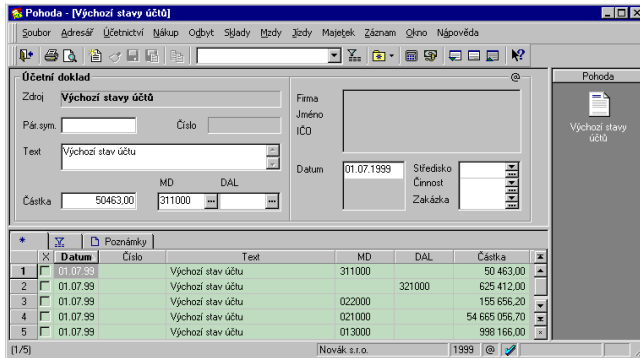 Pohoda - [Výchozí stavy účtů]
Soubor Adresář Účetnictví Nákup Odbyt Sklady Mzdy Jízdy Majetek Záznam Okno Nápověda
Účetní doklad @
Zdroj Výchozí stavy účtů
Pár.sym. Číslo
Text Výchozí stav účtu
MD DAL
Částka 50463,00 311000
Firma
Jméno
IČO
Datum 01.07.1999 Středisko
Činnost
Zakázka
Pohoda
Výchozí stavy
účtů
* Poznámky
X Datum Číslo Text MD DAL Částka
1 01.07.99 Výchozí stav účtu 311000 50 463,00
2 01.07.99 Výchozí stav účtu 321000 625 412,00
3 01.07.99 Výchozí stav účtu 022000 155 656,20
4 01.07.99 Výchozí stav účtu 021000 54 665 056,70
5 01.07.99 Výchozí stav účtu 013000 998 166,00
(1/5) Novák s.r.o. 1999 @